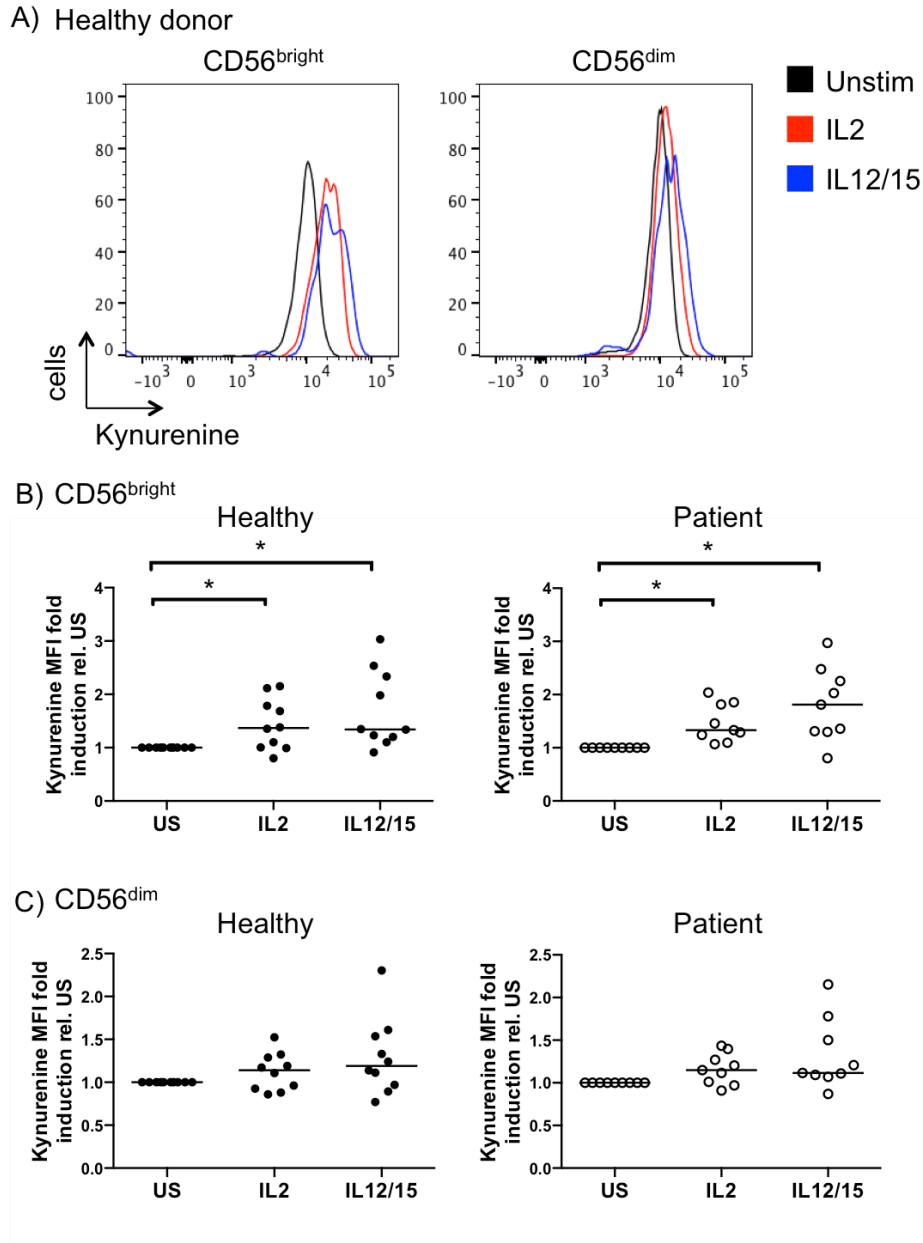 A) Healthy donor
CD56bright
CD56dim
Unstim
IL2
IL12/15
100
80
60
40
20
0
-10³ 0 10³ 10⁴ 10⁵
100
80
60
40
20
0
-10³ 0 10³ 10⁴ 10⁵
cells
Kynurenine
B) CD56bright
Healthy
Patient
*
*
*
*
Kynurenine MFI fold
induction rel. US
4
3
2
1
0
US IL2 IL12/15
Kynurenine MFI fold
induction rel. US
4
3
2
1
0
US IL2 IL12/15
C) CD56dim
Healthy
Patient
Kynurenine MFI fold
induction rel. US
2.5
2.0
1.5
1.0
0.5
0.0
US IL2 IL12/15
Kynurenine MFI fold
induction rel. US
2.5
2.0
1.5
1.0
0.5
0.0
US IL2 IL12/15